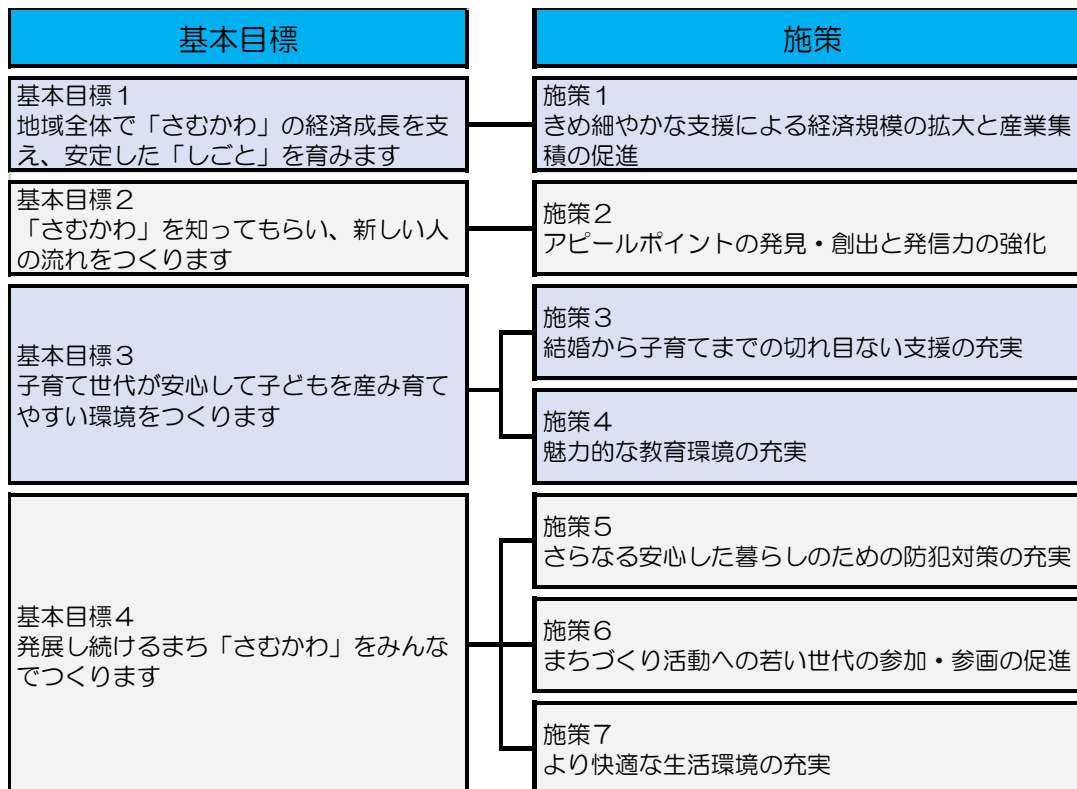 基本目標
施策
基本目標１
地域全体で「さむかわ」の経済成長を支
え、安定した「しごと」を育みます
施策１
きめ細やかな支援による経済規模の拡大と産業集
積の促進
基本目標２
「さむかわ」を知ってもらい、新しい人
の流れをつくります
施策２
アピールポイントの発見・創出と発信力の強化
基本目標３
子育て世代が安心して子どもを産み育て
やすい環境をつくります
施策３
結婚から子育てまでの切れ目ない支援の充実
施策４
魅力的な教育環境の充実
基本目標４
発展し続けるまち「さむかわ」をみんな
でつくります
施策５
さらなる安心した暮らしのための防犯対策の充実
施策６
まちづくり活動への若い世代の参加・参画の促進
施策７
より快適な生活環境の充実